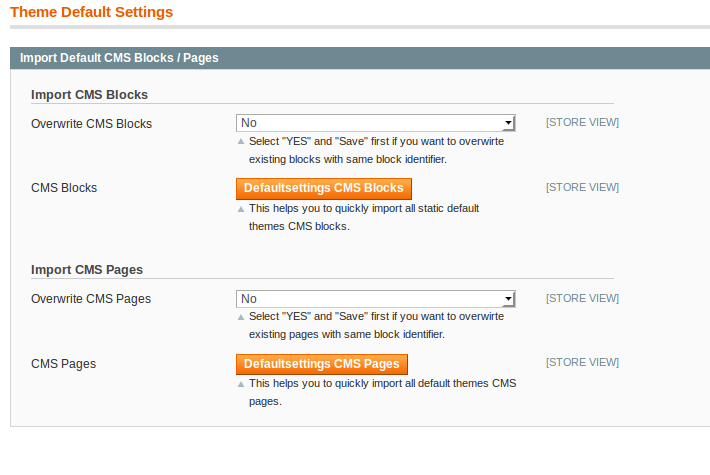 Theme Default Settings
Import Default CMS Blocks / Pages
Import CMS Blocks
Overwrite CMS Blocks No [STORE VIEW]
Select "YES" and "Save" first if you want to overwirte
existing blocks with same block identifier.
CMS Blocks Defaultsettings CMS Blocks [STORE VIEW]
This helps you to quickly import all static default
themes CMS blocks.
Import CMS Pages
Overwrite CMS Pages No [STORE VIEW]
Select "YES" and "Save" first if you want to overwirte
existing pages with same block identifier.
CMS Pages Defaultsettings CMS Pages [STORE VIEW]
This helps you to quickly import all default themes CMS
pages.